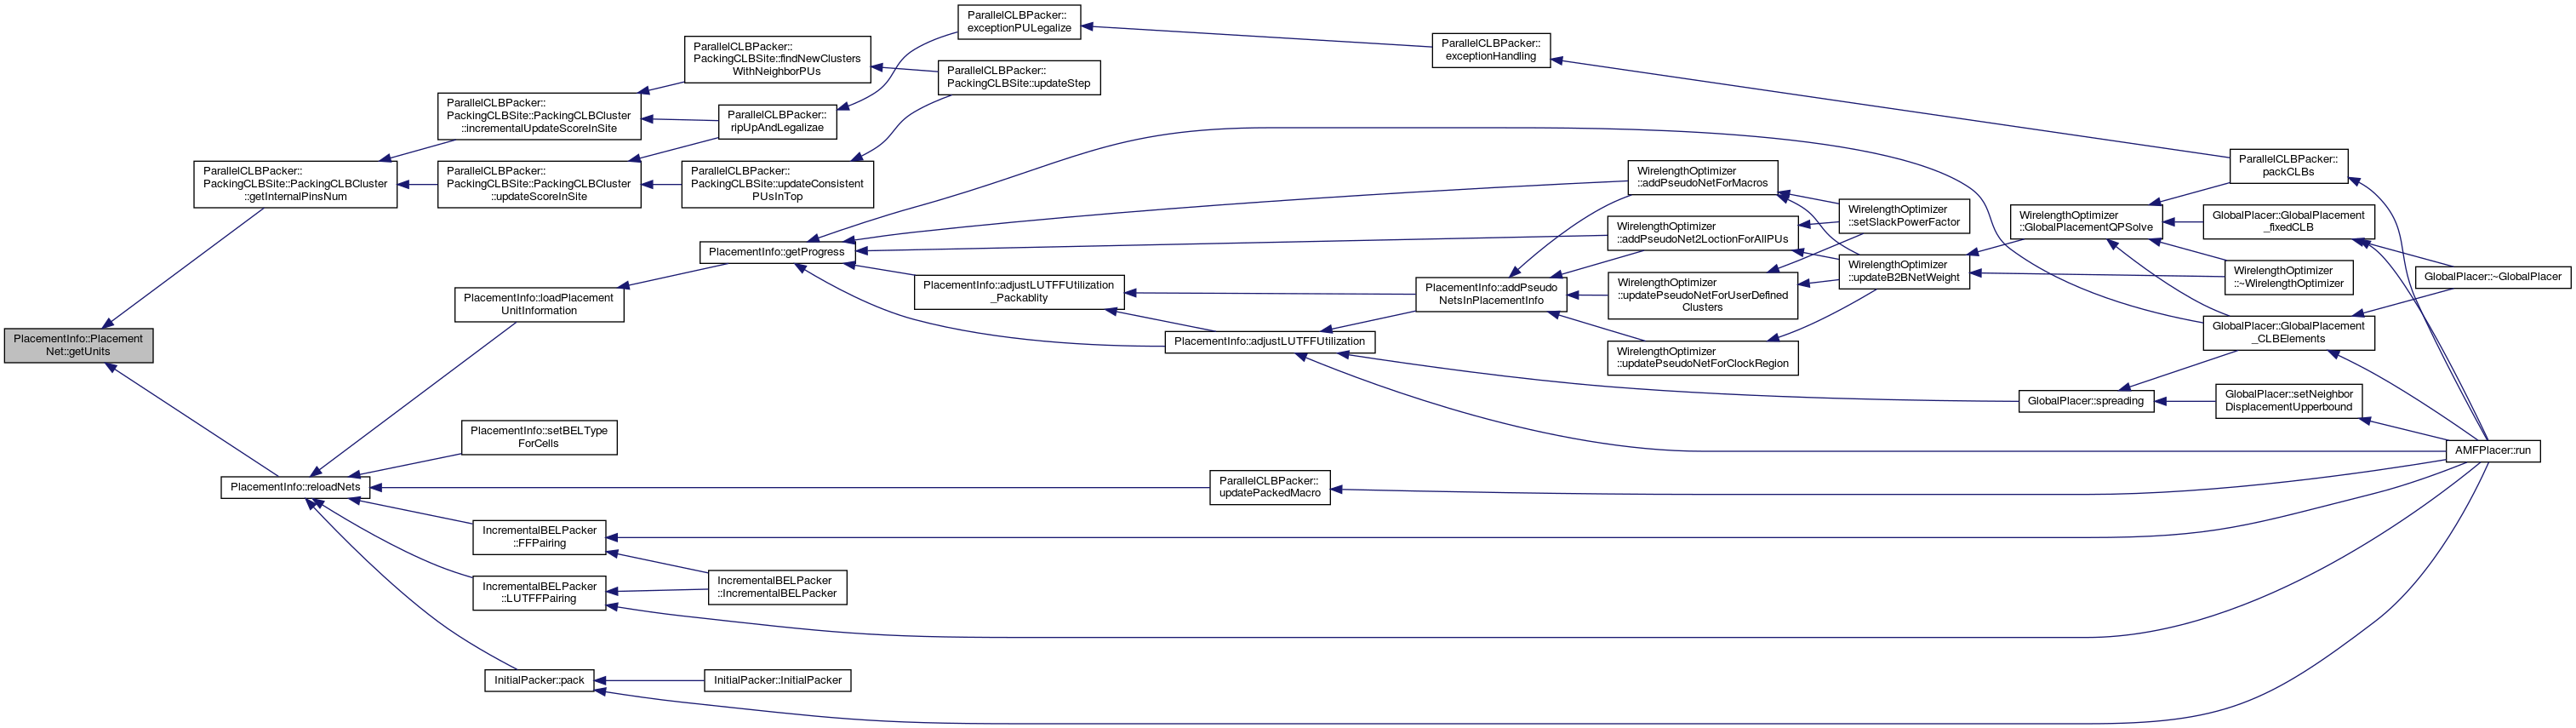 PlacementInfo::Placement
Net::getUnits
ParallelCLBPacker::
PackingCLBSite::PackingCLBCluster
::getInternalPinsNum
PlacementInfo::reloadNets
ParallelCLBPacker::
PackingCLBSite::PackingCLBCluster
::incrementalUpdateScoreInSite
ParallelCLBPacker::
PackingCLBSite::PackingCLBCluster
::updateScoreInSite
PlacementInfo::loadPlacement
UnitInformation
PlacementInfo::setBELType
ForCells
IncrementalBELPacker
::FFPairing
IncrementalBELPacker
::LUTFFPairing
InitialPacker::pack
ParallelCLBPacker::
PackingCLBSite::findNewClusters
WithNeighborPUs
ParallelCLBPacker::
ripUpAndLegalizae
ParallelCLBPacker::
PackingCLBSite::updateConsistent
PUsInTop
PlacementInfo::getProgress
IncrementalBELPacker
::IncrementalBELPacker
InitialPacker::InitialPacker
ParallelCLBPacker::
exceptionPULegalize
ParallelCLBPacker::
PackingCLBSite::updateStep
PlacementInfo::adjustLUTFFUtilization
_Packablity
PlacementInfo::adjustLUTFFUtilization
ParallelCLBPacker::
updatePackedMacro
ParallelCLBPacker::
exceptionHandling
PlacementInfo::addPseudo
NetsInPlacementInfo
WirelengthOptimizer
::addPseudoNetForMacros
WirelengthOptimizer
::addPseudoNet2LoctionForAllPUs
WirelengthOptimizer
::updatePseudoNetForUserDefined
Clusters
WirelengthOptimizer
::updatePseudoNetForClockRegion
WirelengthOptimizer
::setSlackPowerFactor
WirelengthOptimizer
::updateB2BNetWeight
WirelengthOptimizer
::GlobalPlacementQPSolve
GlobalPlacer::spreading
ParallelCLBPacker::
packCLBs
GlobalPlacer::GlobalPlacement
_fixedCLB
WirelengthOptimizer
::~WirelengthOptimizer
GlobalPlacer::GlobalPlacement
_CLBElements
GlobalPlacer::setNeighbor
DisplacementUpperbound
GlobalPlacer::~GlobalPlacer
AMFPlacer::run